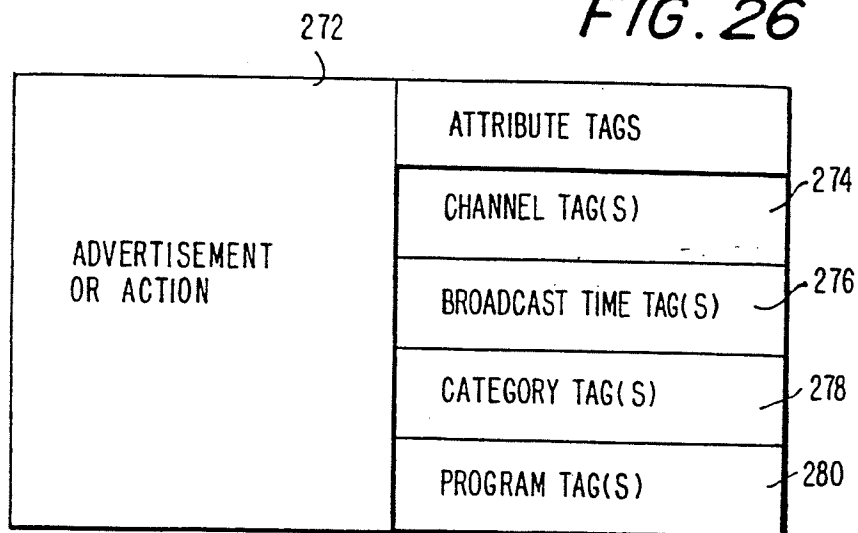 FIG. 26
272
ATTRIBUTE TAGS
CHANNEL TAG(S)
274
ADVERTISEMENT
OR ACTION
BROADCAST TIME TAG(S)
276
CATEGORY TAG(S)
278
PROGRAM TAG(S)
280